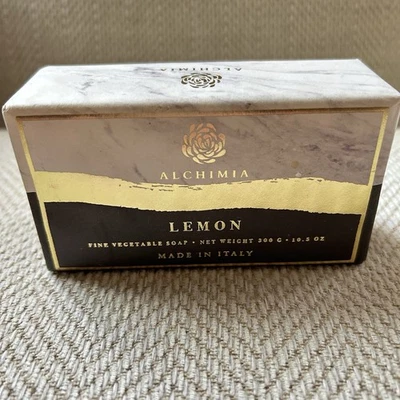 ALCHIMIA
ALCHIMIA
LEMON
FINE VEGETABLE SOAP • NET WEIGHT 300 G • 10.5 OZ
MADE IN ITALY